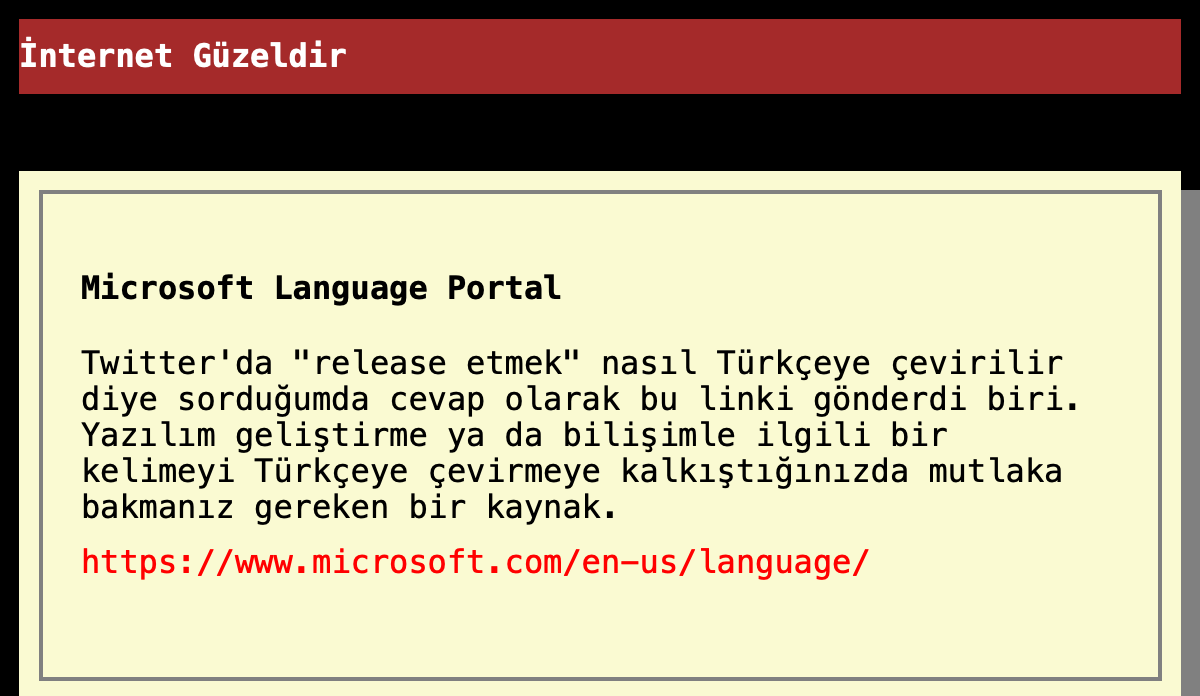 İnternet Güzeldir
Microsoft Language Portal
Twitter'da "release etmek" nasıl Türkçeye çevirilir
diye sorduğumda cevap olarak bu linki gönderdi biri.
Yazılım geliştirme ya da bilişimle ilgili bir
kelimeyi Türkçeye çevirmeye kalkıştığınızda mutlaka
bakmanız gereken bir kaynak.
https://www.microsoft.com/en-us/language/